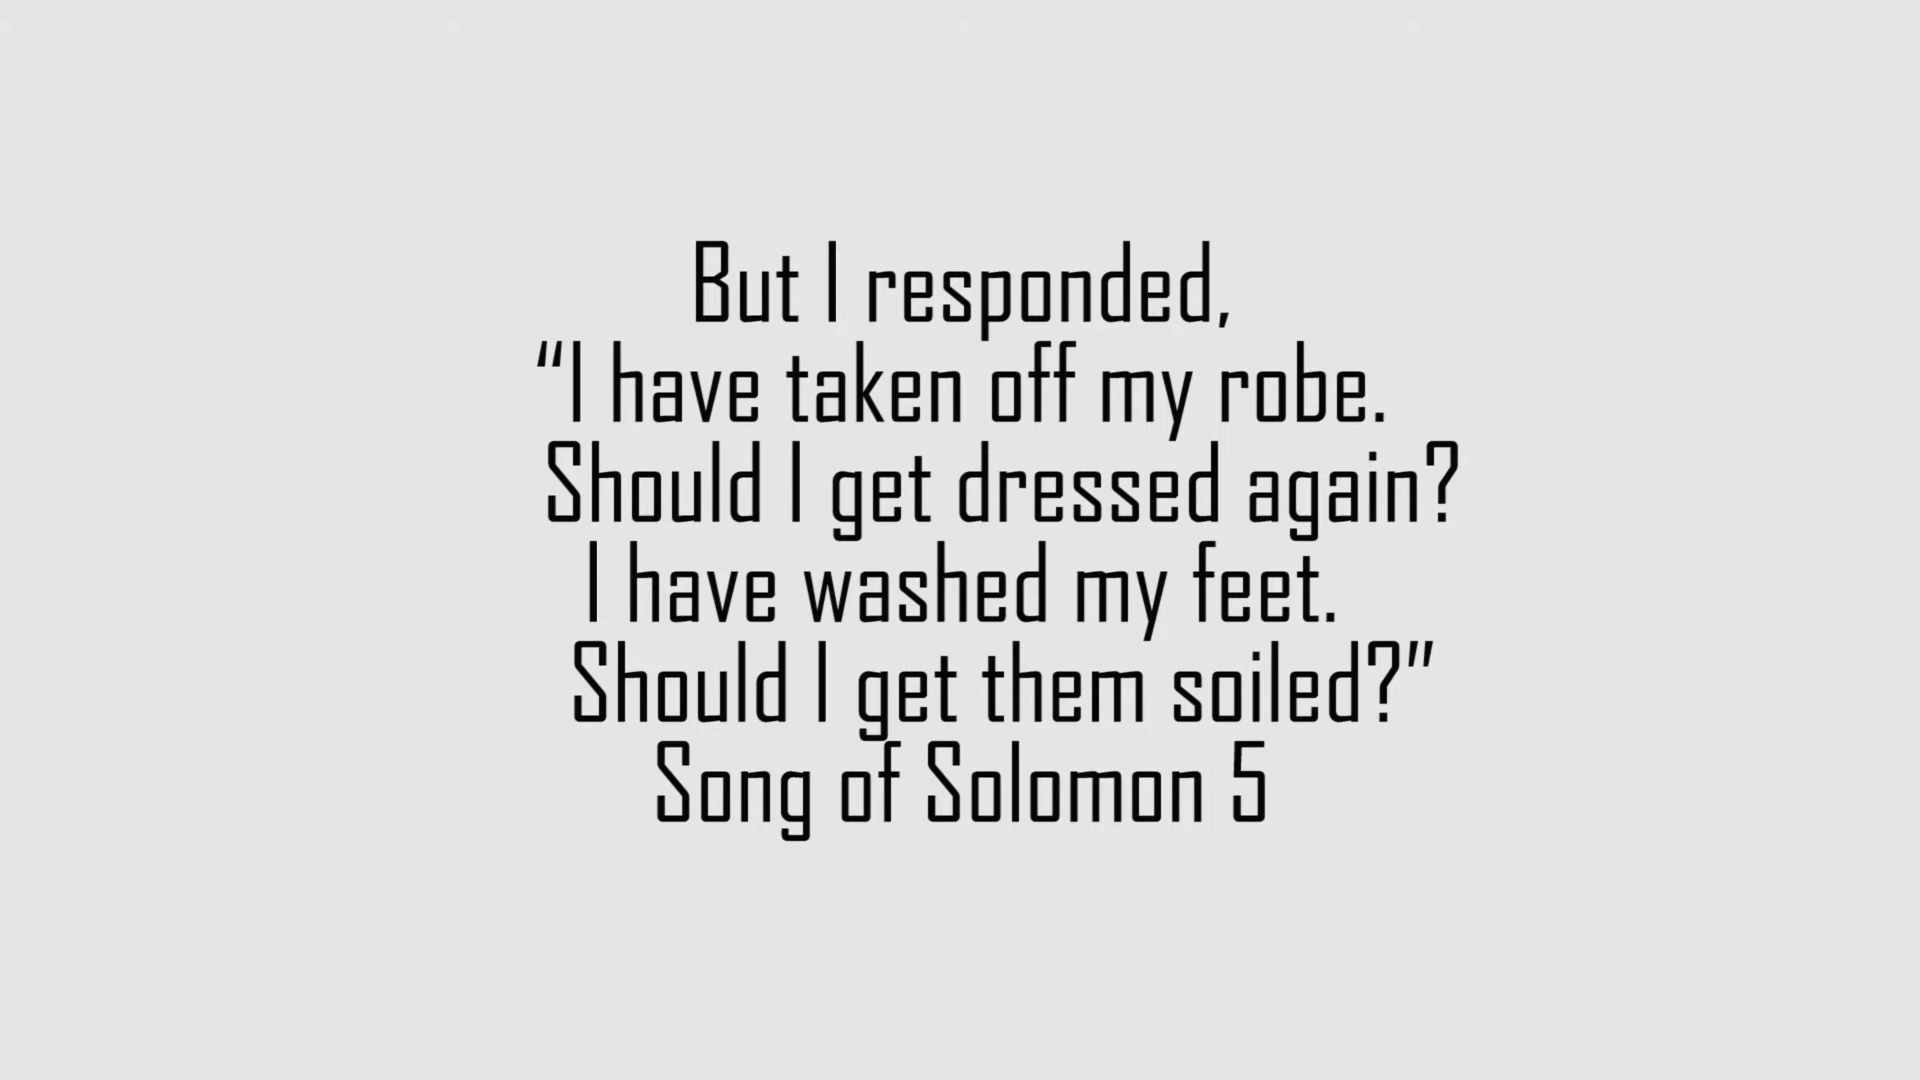 But I responded,
“I have taken off my robe.
Should I get dressed again?
I have washed my feet.
Should I get them soiled?”
Song of Solomon 5